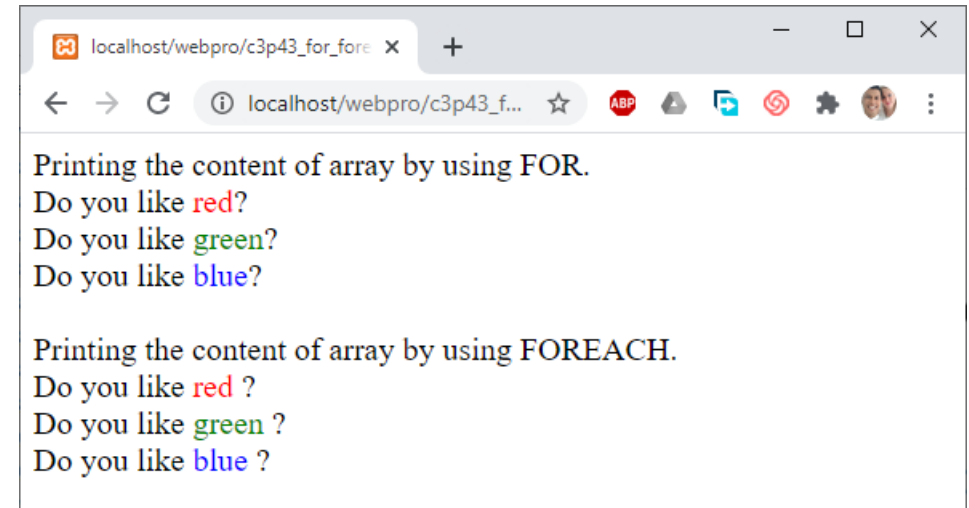 localhost/webpro/c3p43_for_fore
localhost/webpro/c3p43_f...
ABP
Printing the content of array by using FOR.
Do you like red?
Do you like green?
Do you like blue?
Printing the content of array by using FOREACH.
Do you like red ?
Do you like green ?
Do you like blue ?